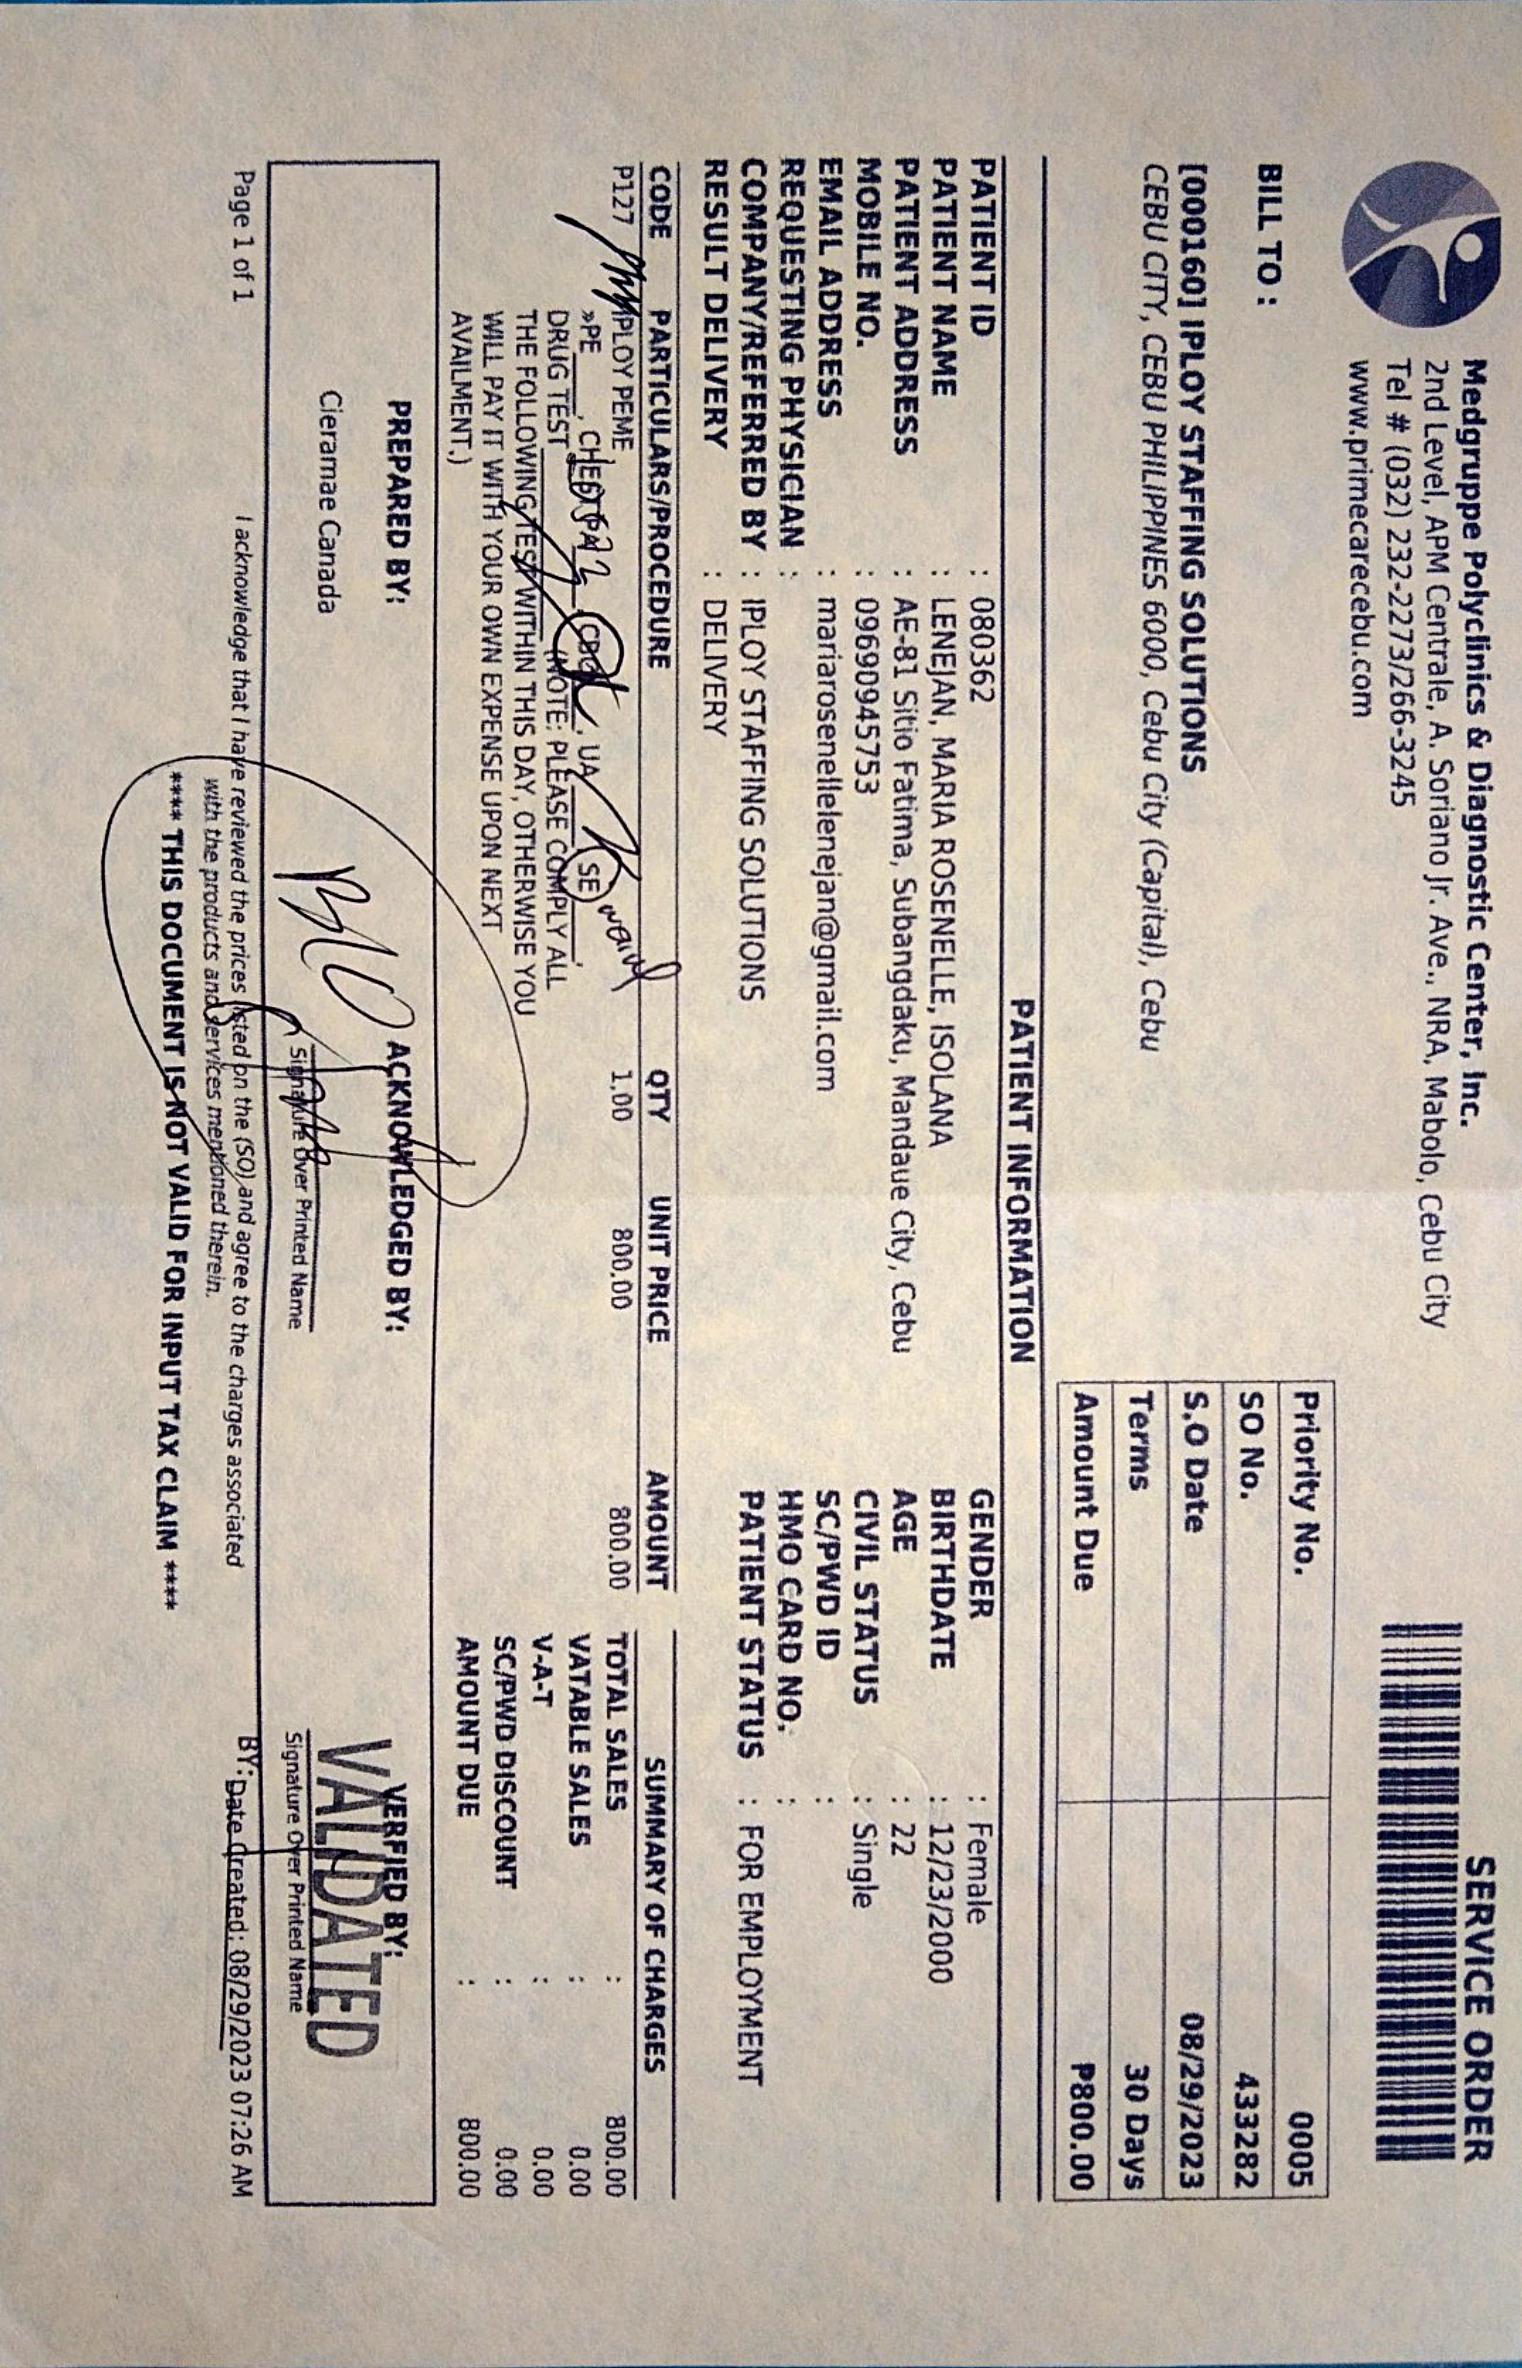 Medgruppe Polyclinics & Diagnostic Center, Inc.
2nd Level, APM Centrale, A. Soriano Jr. Ave., NRA, Mabolo, Cebu City
Tel # (032) 232-2273/266-3245
www.primecarecebu.com
SERVICE ORDER
BILL TO :
[000160] IPLOY STAFFING SOLUTIONS
CEBU CITY, CEBU PHILIPPINES 6000, Cebu City (Capital), Cebu
Priority No. 0005
SO No. 433282
S.O Date 08/29/2023
Terms 30 Days
Amount Due P800.00
PATIENT INFORMATION
PATIENT ID : 080362 GENDER : Female
PATIENT NAME : LENEJAN, MARIA ROSENELLE, ISOLANA BIRTHDATE : 12/23/2000
PATIENT ADDRESS : AE-81 Sitio Fatima, Subangdaku, Mandaue City, Cebu AGE : 22
MOBILE NO. : 09690945753 CIVIL STATUS : Single
EMAIL ADDRESS : mariarosenellelenejan@gmail.com SC/PWD ID :
REQUESTING PHYSICIAN : HMO CARD NO. :
COMPANY/REFERRED BY : IPLOY STAFFING SOLUTIONS PATIENT STATUS : FOR EMPLOYMENT
RESULT DELIVERY : DELIVERY
CODE PARTICULARS/PROCEDURE QTY UNIT PRICE AMOUNT SUMMARY OF CHARGES
P127 IPLOY PEME 1.00 800.00 800.00 TOTAL SALES : 800.00
»PE , CHEST PA , CBC , UA SE , VATABLE SALES : 0.00
DRUG TEST (NOTE: PLEASE COMPLY ALL V-A-T : 0.00
THE FOLLOWING TEST WITHIN THIS DAY, OTHERWISE YOU
WILL PAY IT WITH YOUR OWN EXPENSE UPON NEXT SC/PWD DISCOUNT : 0.00
AVAILMENT.) AMOUNT DUE : 800.00
PREPARED BY: ACKNOWLEDGED BY: VERFIED BY:
Cieramae Canada
VALIDATED
Signature Over Printed Name Signature Over Printed Name
BY:
I acknowledge that I have reviewed the prices listed on the (SO) and agree to the charges associated
with the products and services mentioned therein.
Page 1 of 1 Date Created: 08/29/2023 07:26 AM
**** THIS DOCUMENT IS NOT VALID FOR INPUT TAX CLAIM ****